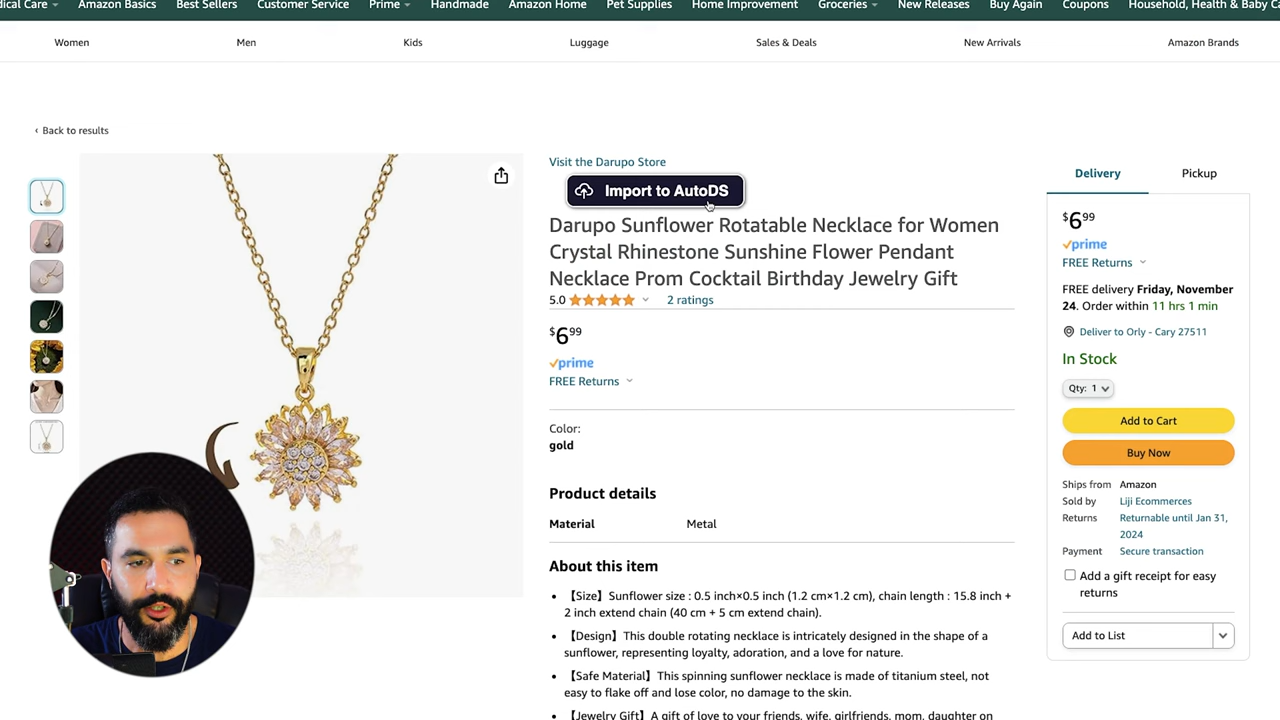 Amazon Basics
Best Sellers
Customer Service
Prime
Handmade
Amazon Home
Pet Supplies
Home Improvement
Groceries
New Releases
Buy Again
Coupons
Women
Men
Kids
Luggage
Sales & Deals
New Arrivals
Amazon Brands
‹ Back to results
Visit the Darupo Store
Import to AutoDS
Darupo Sunflower Rotatable Necklace for Women
Crystal Rhinestone Sunshine Flower Pendant
Necklace Prom Cocktail Birthday Jewelry Gift
5.0
2 ratings
$6 99
prime
FREE Returns
Color:
gold
Product details
Material Metal
About this item
• 【Size】Sunflower size : 0.5 inch×0.5 inch (1.2 cm×1.2 cm), chain length : 15.8 inch +
2 inch extend chain (40 cm + 5 cm extend chain).
• 【Design】This double rotating necklace is intricately designed in the shape of a
sunflower, representing loyalty, adoration, and a love for nature.
• 【Safe Material】This spinning sunflower necklace is made of titanium steel, not
easy to flake off and lose color, no damage to the skin.
• 【Jewelry Gift】A gift of love to your friends, wife, girlfriends, mom, daughter on
Delivery
Pickup
$6 99
prime
FREE Returns
FREE delivery Friday, November
24. Order within 11 hrs 1 min
Deliver to Orly - Cary 27511
In Stock
Qty: 1
Add to Cart
Buy Now
Ships from Amazon
Sold by Liji Ecommerces
Returns Returnable until Jan 31,
2024
Payment Secure transaction
Add a gift receipt for easy
returns
Add to List